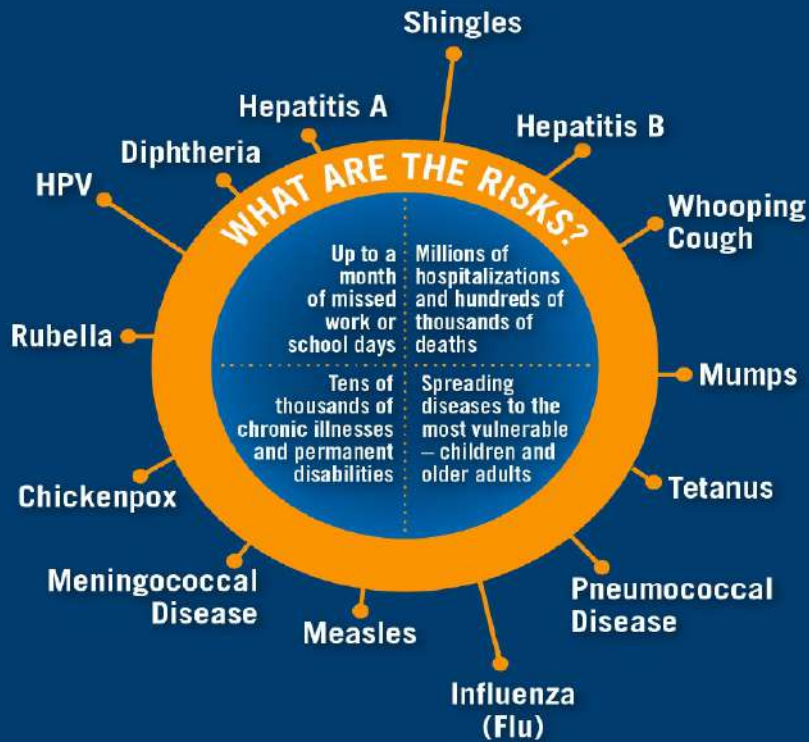 Shingles
Hepatitis A
Hepatitis B
Diphtheria
HPV
Whooping
Cough
WHAT ARE THE RISKS?
Up to a
month
of missed
work or
school days
Millions of
hospitalizations
and hundreds of
thousands of
deaths
Rubella
Mumps
Tens of
thousands of
chronic illnesses
and permanent
disabilities
Spreading
diseases to the
most vulnerable
– children and
older adults
Chickenpox
Tetanus
Meningococcal
Disease
Pneumococcal
Disease
Measles
Influenza
(Flu)